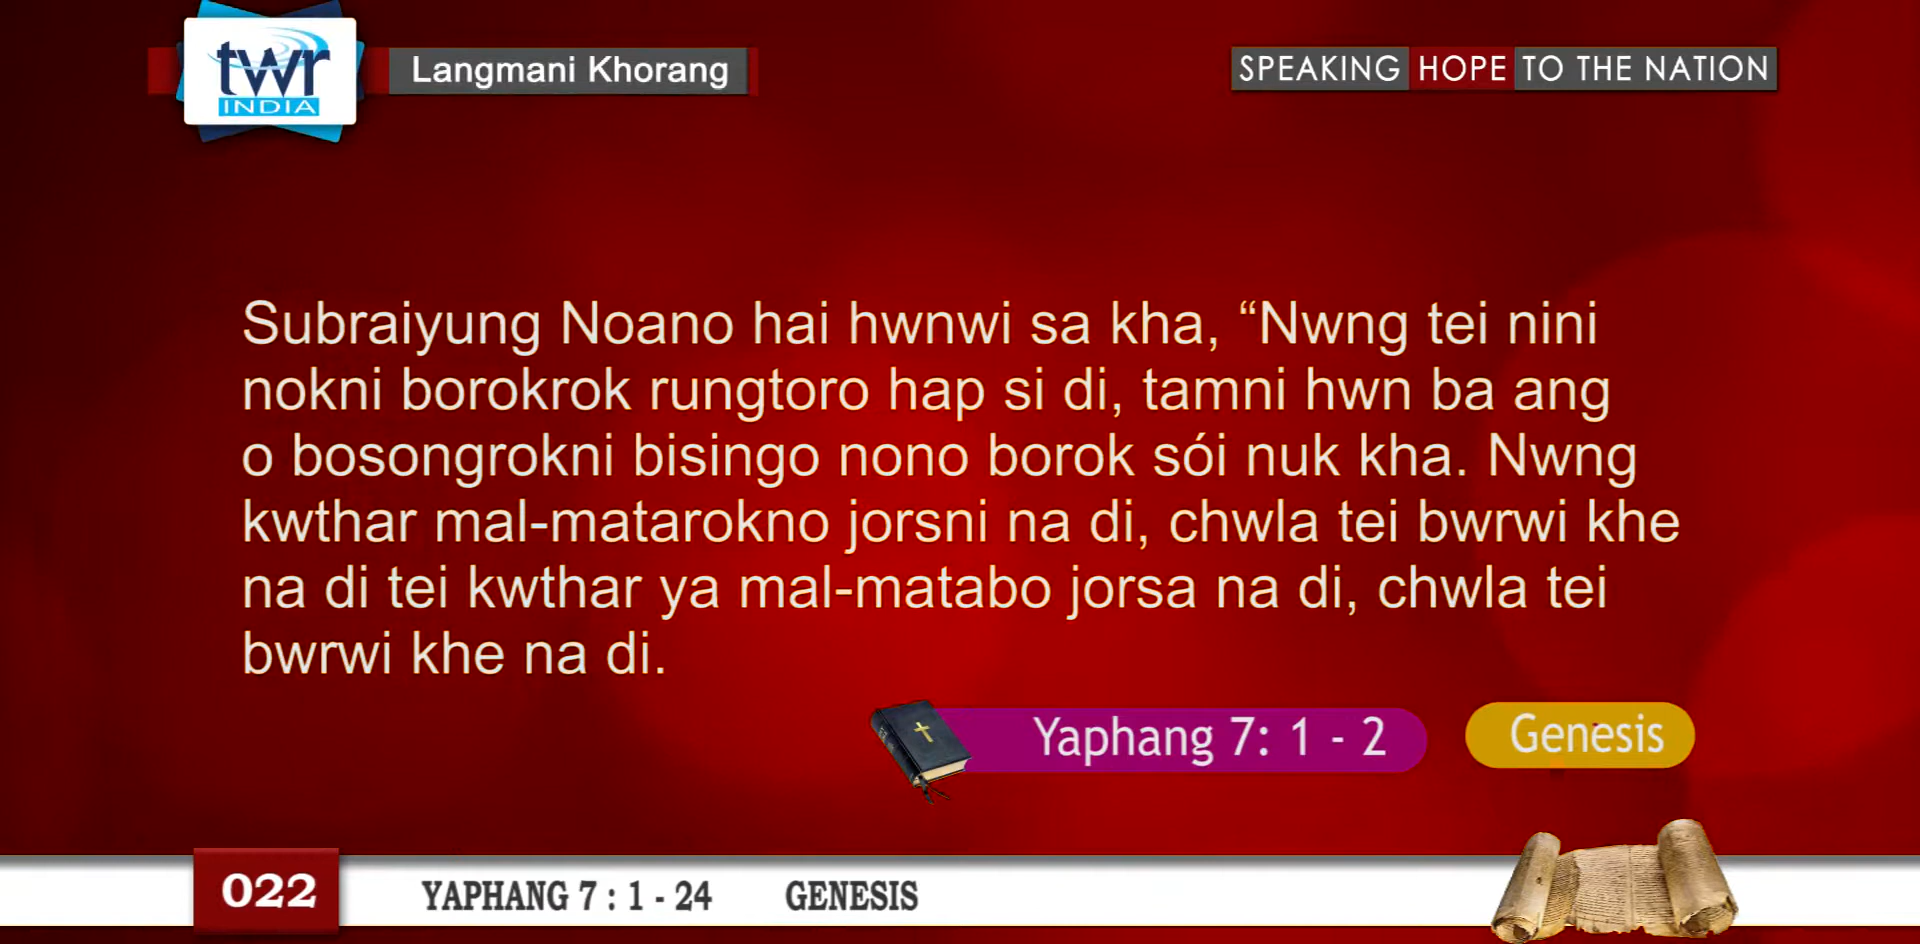 twr
INDIA
Langmani Khorang
SPEAKING HOPE TO THE NATION
Subraiyung Noano hai hwnwi sa kha, “Nwng tei nini
nokni borokrok rungtoro hap si di, tamni hwn ba ang
o bosongrokni bisingo nono borok sói nuk kha. Nwng
kwthar mal-matarokno jorsni na di, chwla tei bwrwi khe
na di tei kwthar ya mal-matabo jorsa na di, chwla tei
bwrwi khe na di.
Yaphang 7: 1 - 2
Genesis
022
YAPHANG 7 : 1 - 24 GENESIS